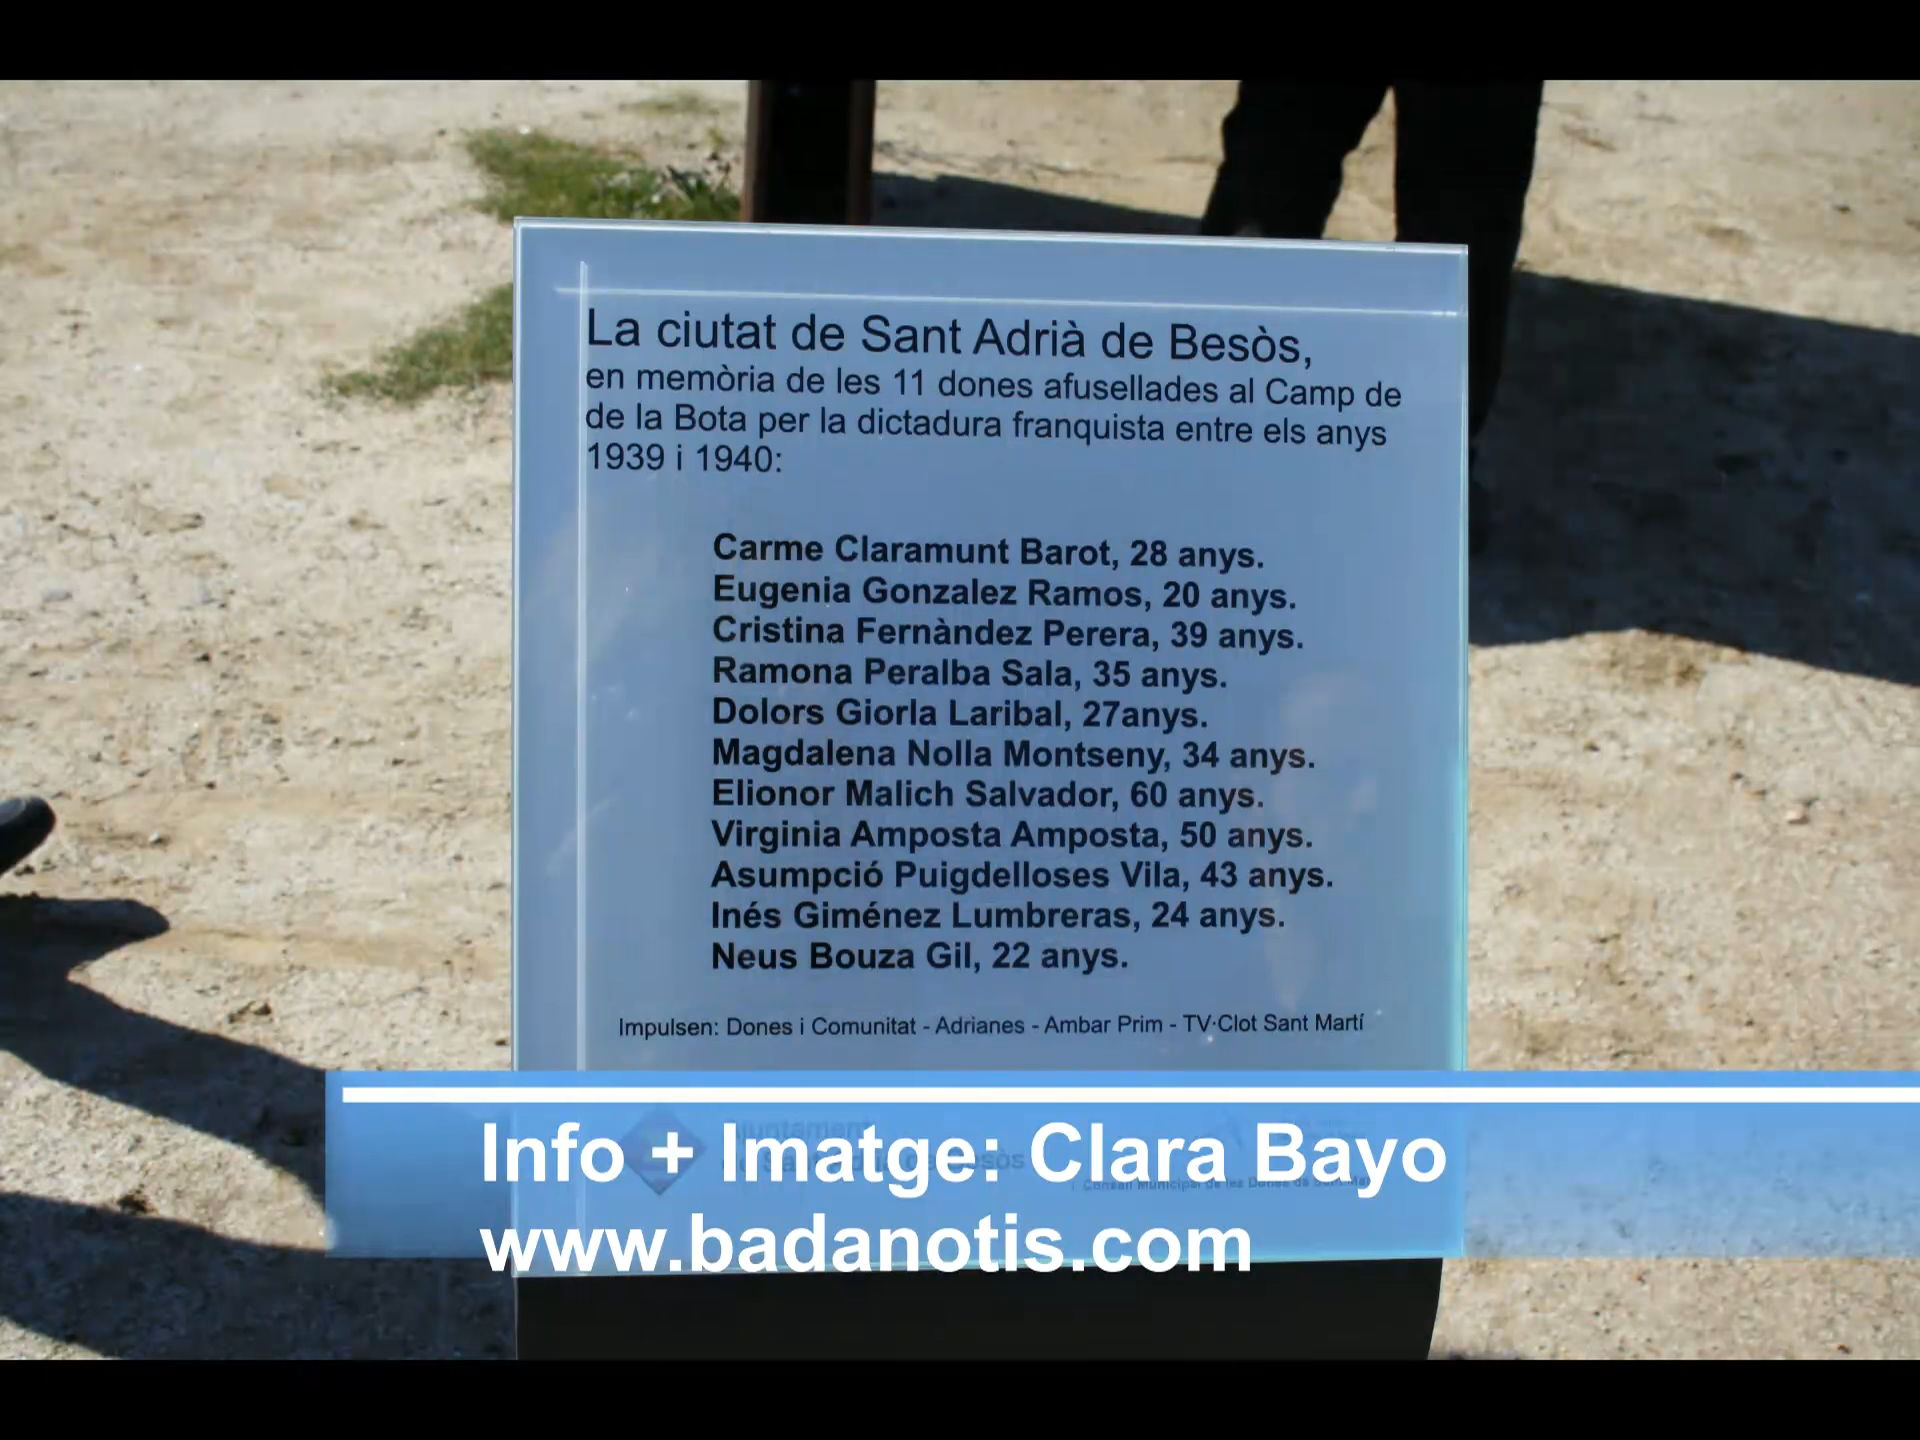 La ciutat de Sant Adrià de Besòs,
en memòria de les 11 dones afusellades al Camp de
de la Bota per la dictadura franquista entre els anys
1939 i 1940:
Carme Claramunt Barot, 28 anys.
Eugenia Gonzalez Ramos, 20 anys.
Cristina Fernàndez Perera, 39 anys.
Ramona Peralba Sala, 35 anys.
Dolors Giorla Laribal, 27anys.
Magdalena Nolla Montseny, 34 anys.
Elionor Malich Salvador, 60 anys.
Virginia Amposta Amposta, 50 anys.
Asumpció Puigdelloses Vila, 43 anys.
Inés Giménez Lumbreras, 24 anys.
Neus Bouza Gil, 22 anys.
Impulsen: Dones i Comunitat - Adrianes - Ambar Prim - TV·Clot Sant Martí
Ajuntament
Info + Imatge: Clara Bayo
www.badanotis.com